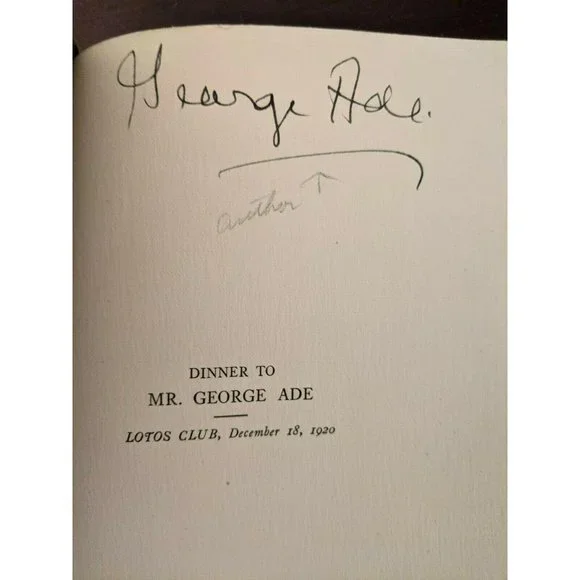 George Ade.
author ↑
DINNER TO
MR. GEORGE ADE
LOTOS CLUB, December 18, 1920